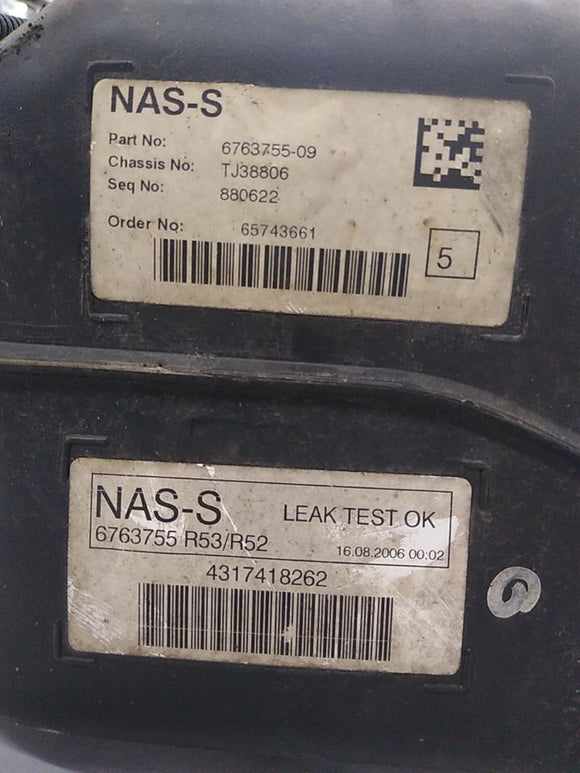 NAS-S
Part No: 6763755-09
Chassis No: TJ38806
Seq No: 880622
Order No: 65743661
5
NAS-S LEAK TEST OK
6763755 R53/R52 16.08.2006 00:02
4317418262